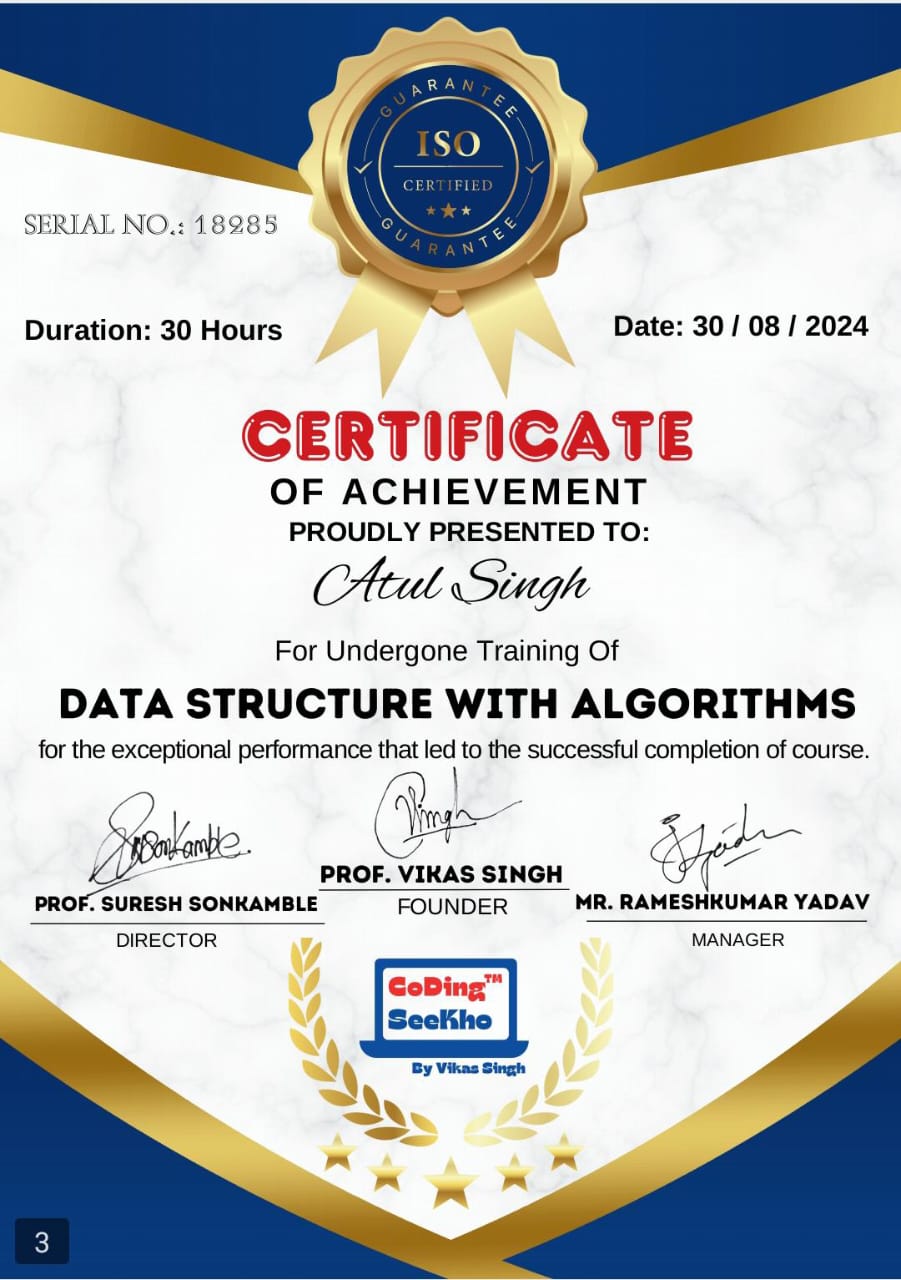 GUARANTEE
ISO
CERTIFIED
GUARANTEE
SERIAL NO.: 18285
Duration: 30 Hours
Date: 30 / 08 / 2024
CERTIFICATE
OF ACHIEVEMENT
PROUDLY PRESENTED TO:
Atul Singh
For Undergone Training Of
DATA STRUCTURE WITH ALGORITHMS
for the exceptional performance that led to the successful completion of course.
PROF. SURESH SONKAMBLE
DIRECTOR
PROF. VIKAS SINGH
FOUNDER
MR. RAMESHKUMAR YADAV
MANAGER
CoDing™
SeeKho
By Vikas Singh
3